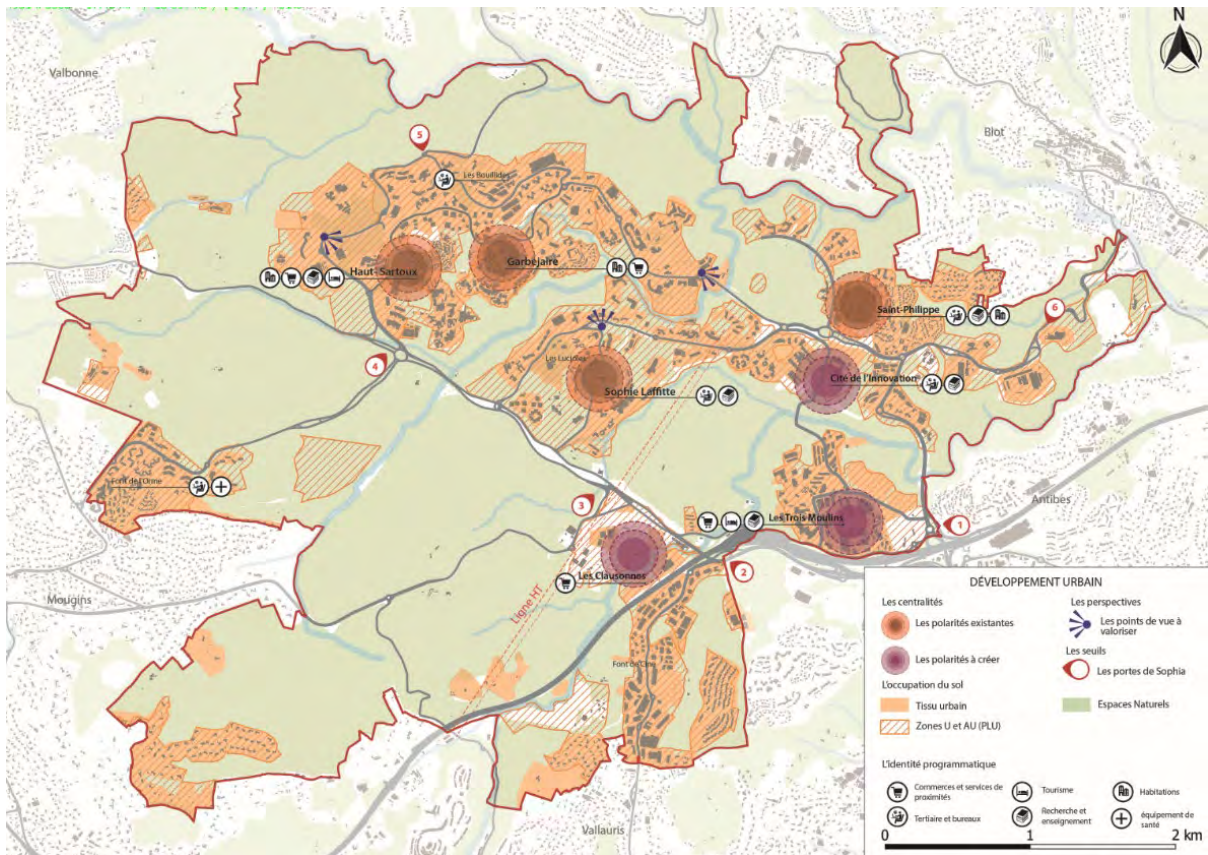 N
Valbonne
Biot
5
Les Bouillides
Haut-Sartoux
Garbejaire
Saint-Philippe
6
4
Les Lucioles
Sophie Laffitte
Cité de l'Innovation
Font de l'Orme
3
Les Trois Moulins
Antibes
1
Les Clausonnes
2
Mougins
Ligne HT
Vallauris
DÉVELOPPEMENT URBAIN
Les centralités
Les polarités existantes
Les polarités à créer
L'occupation du sol
Tissu urbain
Zones U et AU (PLU)
Les perspectives
Les points de vue à
valoriser
Les seuils
Les portes de Sophia
Espaces Naturels
L'identité programmatique
Commerces et services de
proximités
Tourisme
Habitations
Tertiaire et bureaux
Recherche et
enseignement
équipement de
santé
0 1 2 km